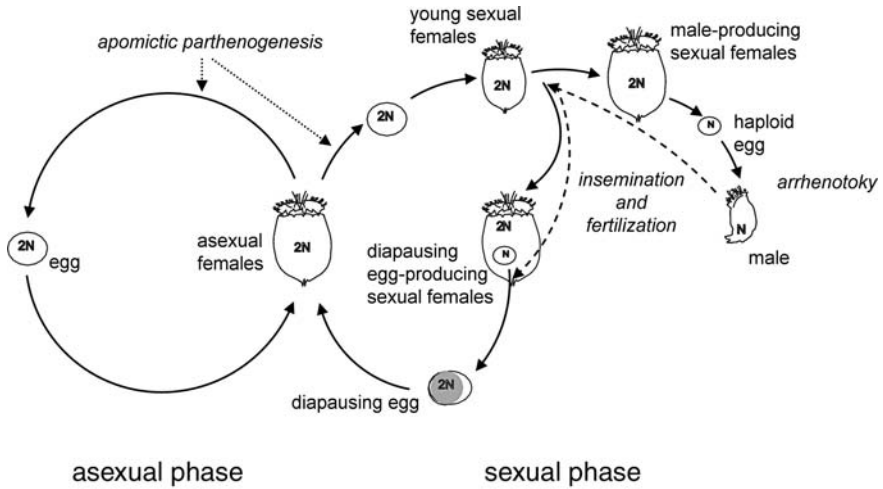 apomictic parthenogenesis
young sexual
females
male-producing
sexual females
2N
2N
2N
N
haploid
egg
insemination
and
fertilization
arrhenotoky
N
male
2N
egg
asexual
females
2N
2N
N
diapausing
egg-producing
sexual females
diapausing egg
2N
asexual phase
sexual phase